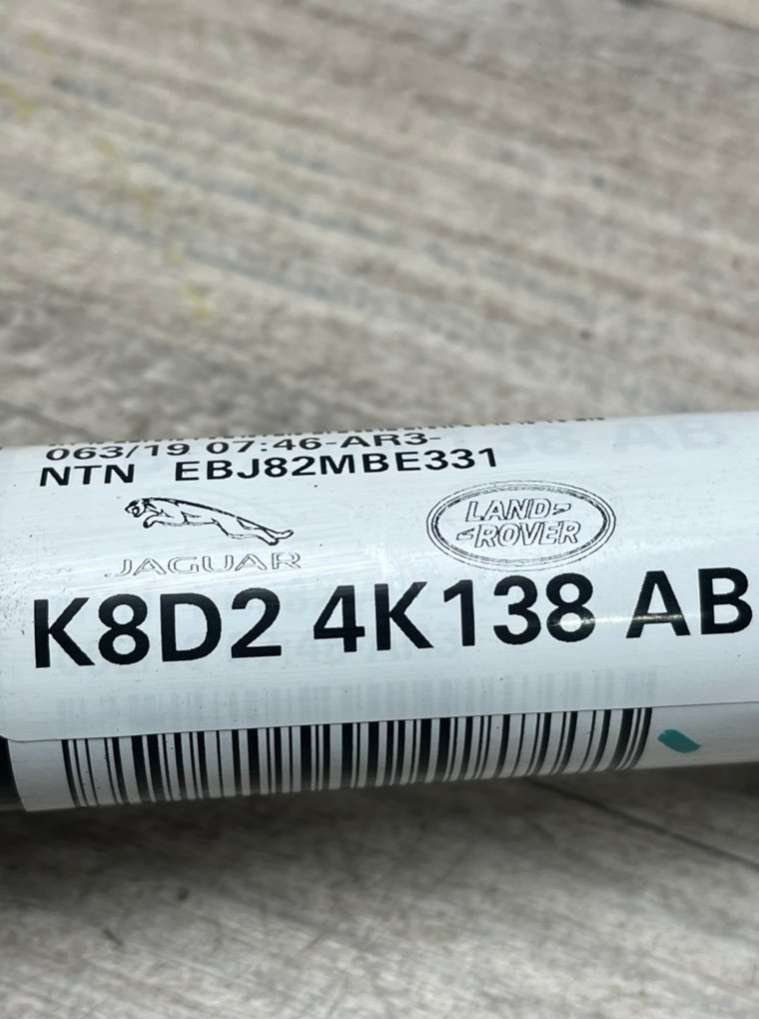 063/19 07:46-AR3-
NTN EBJ82MBE331
JAGUAR
LAND-
-ROVER
K8D2 4K138 AB